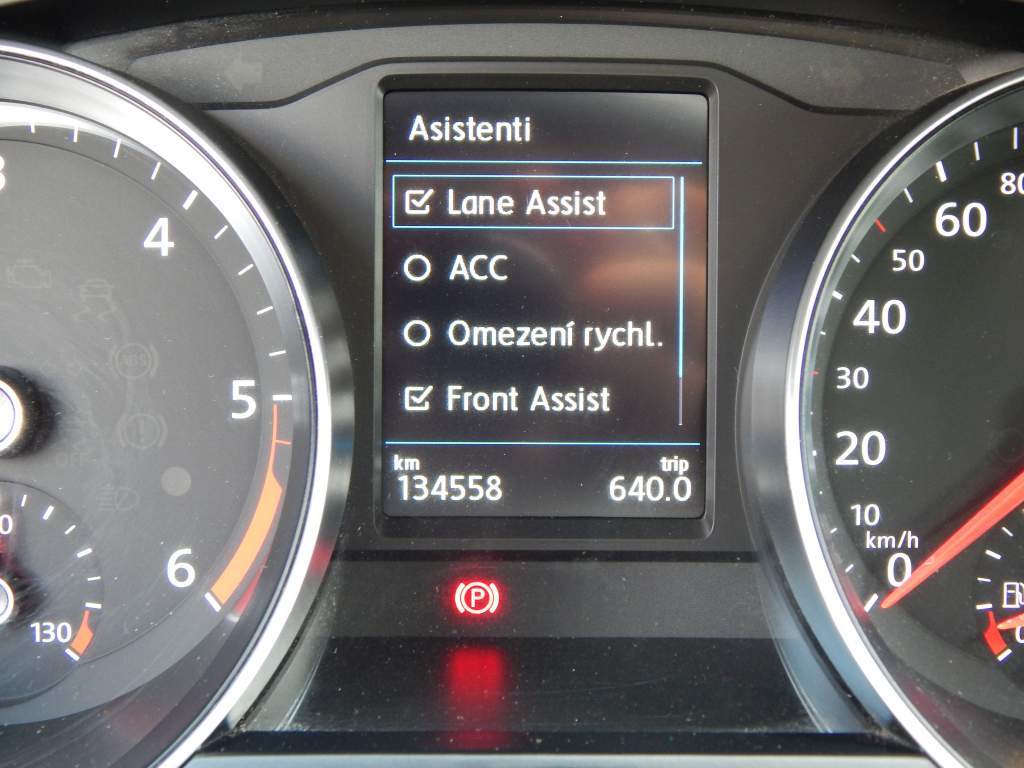 Asistenti
Lane Assist
ACC
Omezení rychl.
Front Assist
km trip
134558 640.0
4
5
6
130
80
60
50
40
30
20
10
km/h
0
P